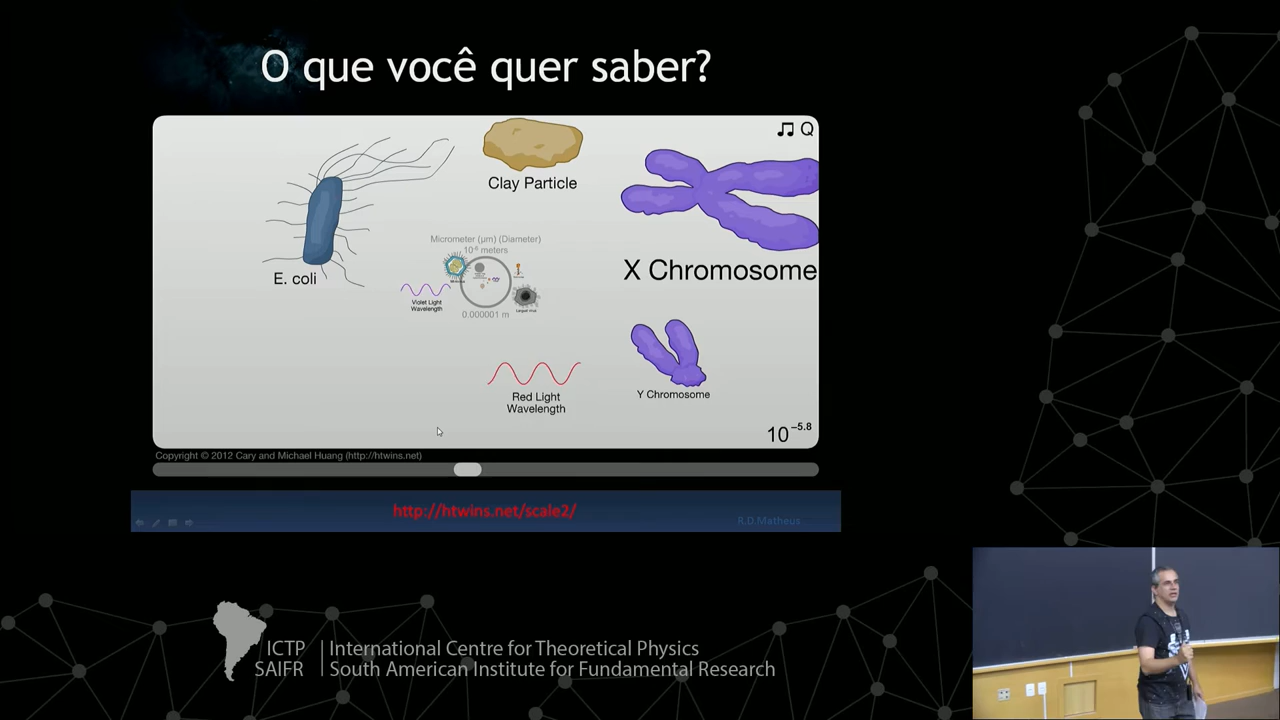 O que você quer saber?
Q
Clay Particle
E. coli
Micrometer (μm) (Diameter)
10⁻⁶ meters
Violet Light
Wavelength
Largest Virus
0.000001 m
X Chromosome
Red Light
Wavelength
Y Chromosome
10⁻⁵·⁸
Copyright © 2012 Cary and Michael Huang (http://htwins.net)
http://htwins.net/scale2/
R.D Matheus
ICTP
SAIFR
International Centre for Theoretical Physics
South American Institute for Fundamental Research